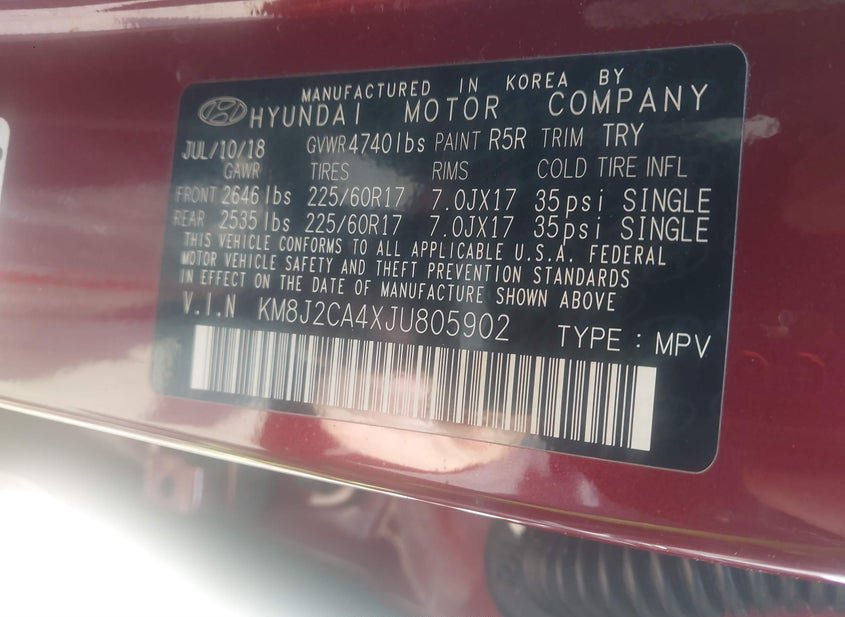 MANUFACTURED IN KOREA BY
HYUNDAI MOTOR COMPANY
JUL/10/18 GVWR 4740lbs PAINT R5R TRIM TRY
GAWR TIRES RIMS COLD TIRE INFL
FRONT 2646 lbs 225/60R17 7.0JX17 35psi SINGLE
REAR 2535 lbs 225/60R17 7.0JX17 35psi SINGLE
THIS VEHICLE CONFORMS TO ALL APPLICABLE U.S.A. FEDERAL
MOTOR VEHICLE SAFETY AND THEFT PREVENTION STANDARDS
IN EFFECT ON THE DATE OF MANUFACTURE SHOWN ABOVE
V.I.N KM8J2CA4XJU805902 TYPE : MPV